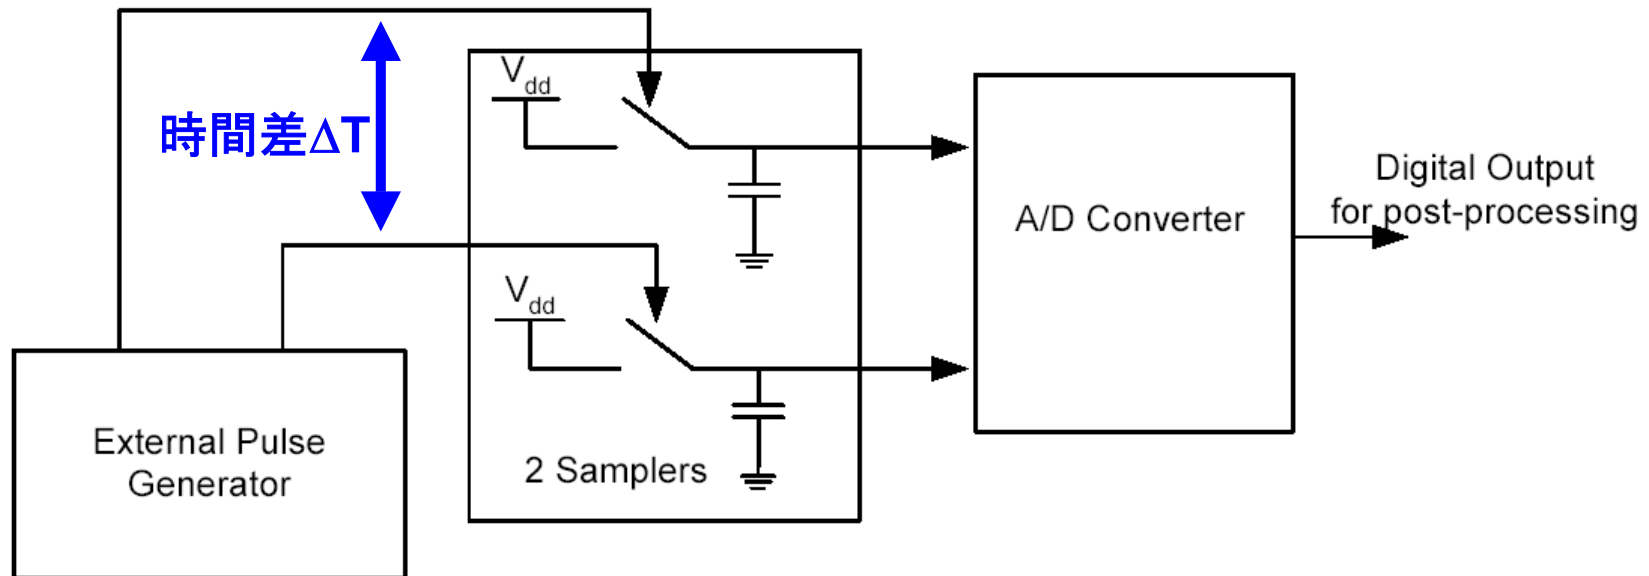 時間差ΔT
Vdd
Vdd
External Pulse
Generator
2 Samplers
A/D Converter
Digital Output
for post-processing